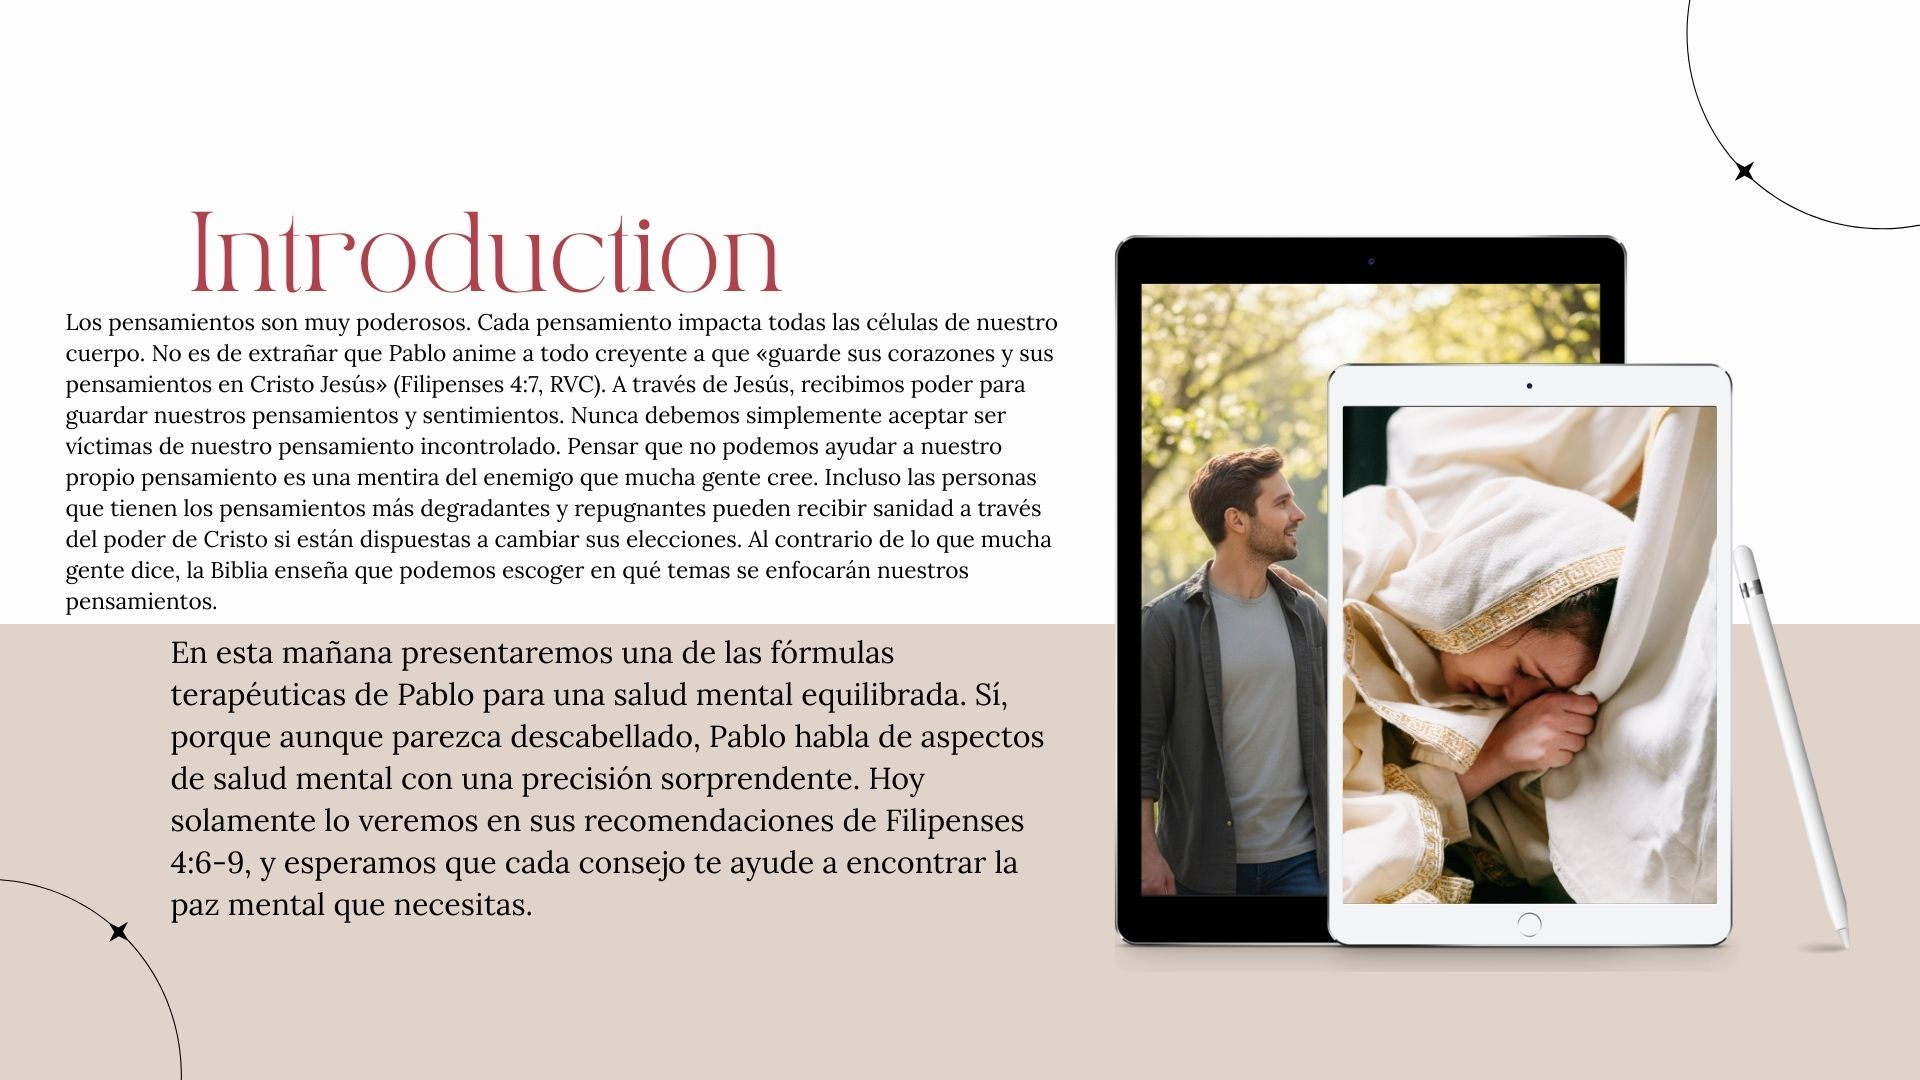 Introduction
Los pensamientos son muy poderosos. Cada pensamiento impacta todas las células de nuestro
cuerpo. No es de extrañar que Pablo anime a todo creyente a que «guarde sus corazones y sus
pensamientos en Cristo Jesús» (Filipenses 4:7, RVC). A través de Jesús, recibimos poder para
guardar nuestros pensamientos y sentimientos. Nunca debemos simplemente aceptar ser
víctimas de nuestro pensamiento incontrolado. Pensar que no podemos ayudar a nuestro
propio pensamiento es una mentira del enemigo que mucha gente cree. Incluso las personas
que tienen los pensamientos más degradantes y repugnantes pueden recibir sanidad a través
del poder de Cristo si están dispuestas a cambiar sus elecciones. Al contrario de lo que mucha
gente dice, la Biblia enseña que podemos escoger en qué temas se enfocarán nuestros
pensamientos.
En esta mañana presentaremos una de las fórmulas
terapéuticas de Pablo para una salud mental equilibrada. Sí,
porque aunque parezca descabellado, Pablo habla de aspectos
de salud mental con una precisión sorprendente. Hoy
solamente lo veremos en sus recomendaciones de Filipenses
4:6-9, y esperamos que cada consejo te ayude a encontrar la
paz mental que necesitas.